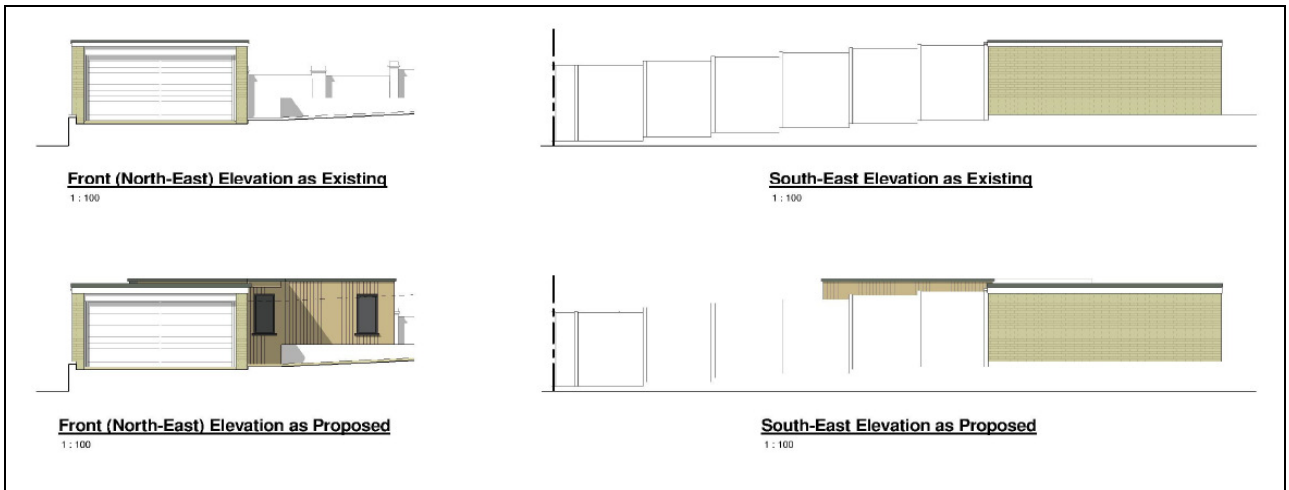 Front (North-East) Elevation as Existing
1 : 100
South-East Elevation as Existing
1 : 100
Front (North-East) Elevation as Proposed
1 : 100
South-East Elevation as Proposed
1 : 100